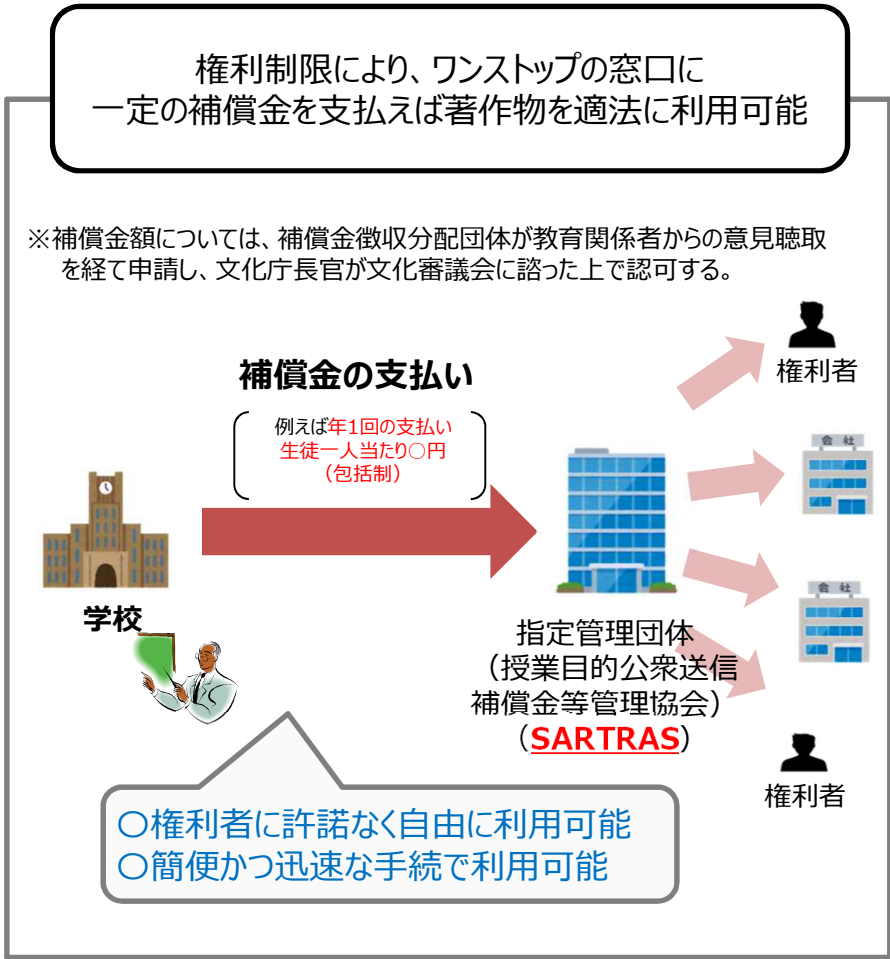 権利制限により、ワンストップの窓口に
一定の補償金を支払えば著作物を適法に利用可能
※補償金額については、補償金徴収分配団体が教育関係者からの意見聴取
を経て申請し、文化庁長官が文化審議会に諮った上で認可する。
補償金の支払い
例えば年1回の支払い
生徒一人当たり○円
（包括制）
学校
指定管理団体
（授業目的公衆送信
補償金等管理協会）
（SARTRAS）
権利者
会社
会社
権利者
○権利者に許諾なく自由に利用可能
○簡便かつ迅速な手続で利用可能